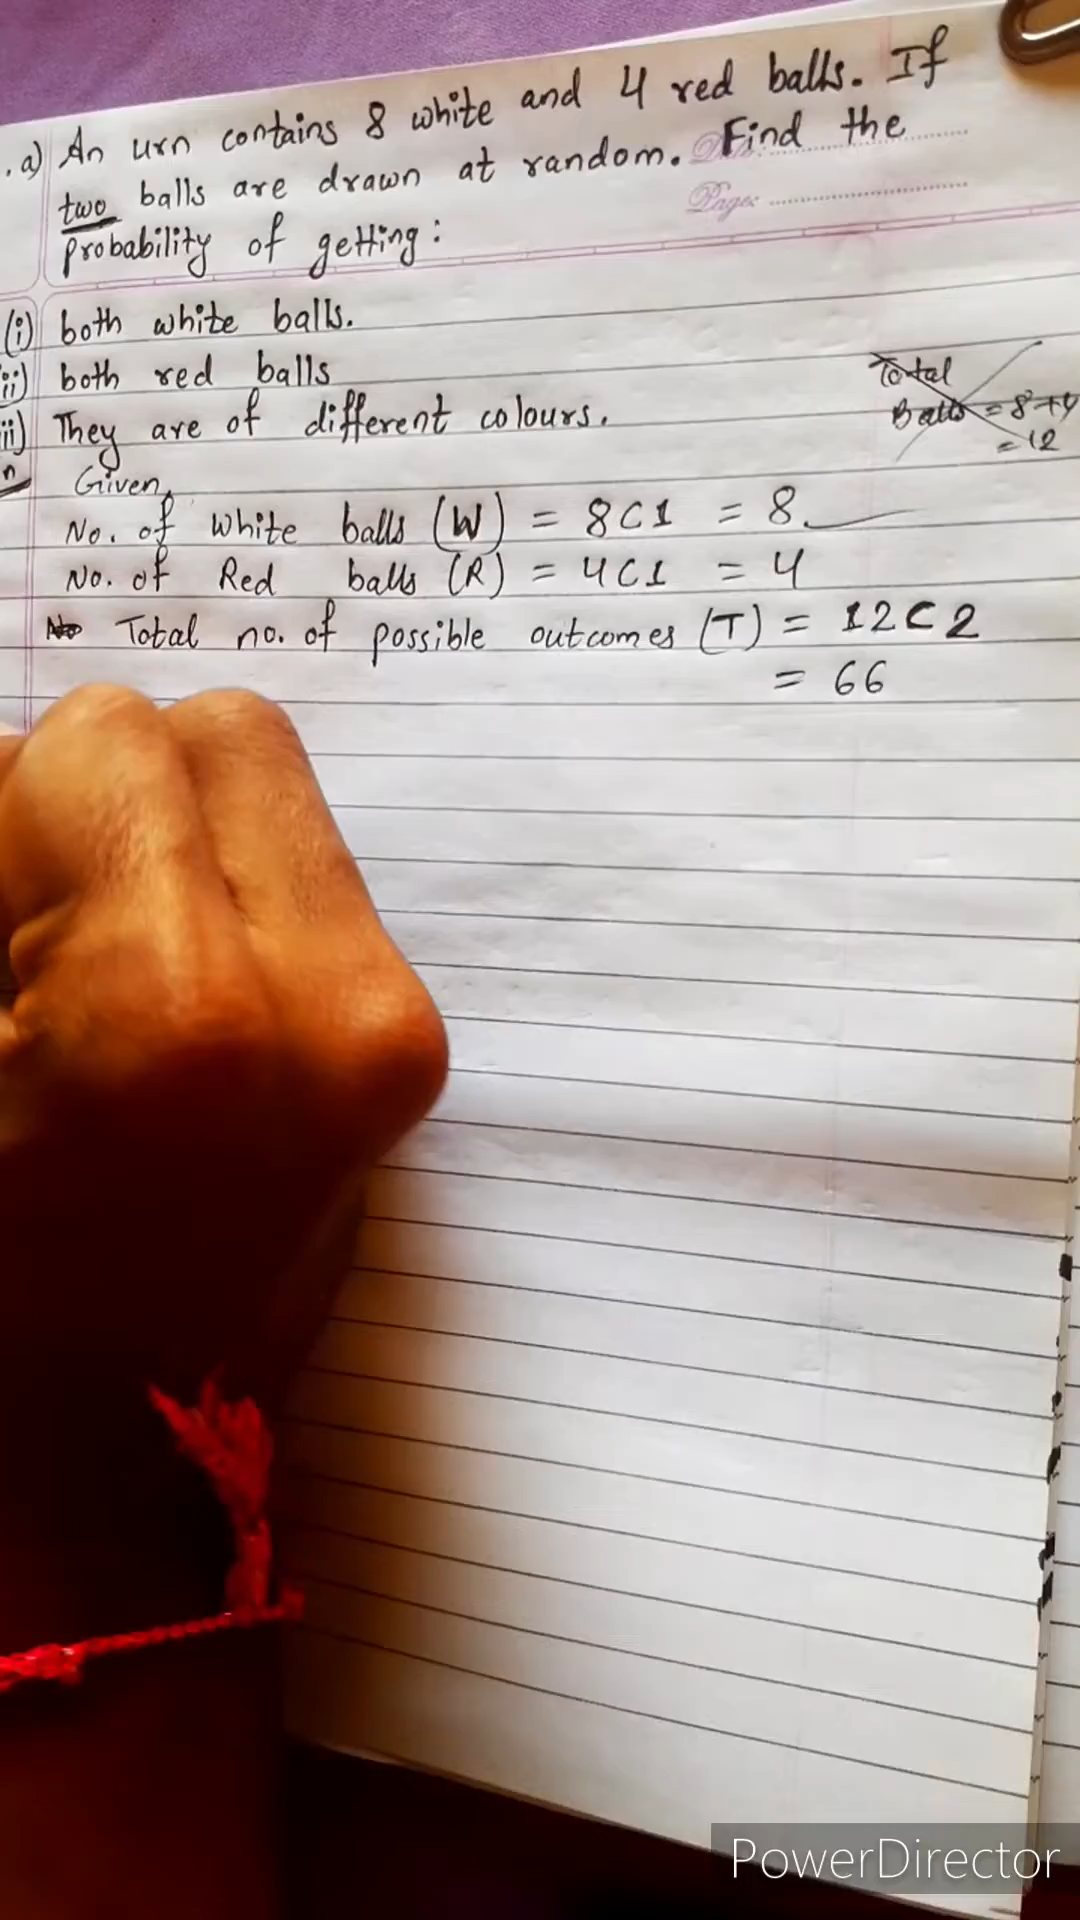 .a) An urn contains 8 white and 4 red balls. If
two balls are drawn at random. Find the
Page:
probability of getting:
(i) both white balls.
ii) both red balls
ii) They are of different colours.
Total
Balls = 8+4
= 12
n
Given,
No. of white balls (W) = 8C1 = 8
No. of Red balls (R) = 4C1 = 4
No Total no. of possible outcomes (T) = 12C2
= 66
PowerDirector